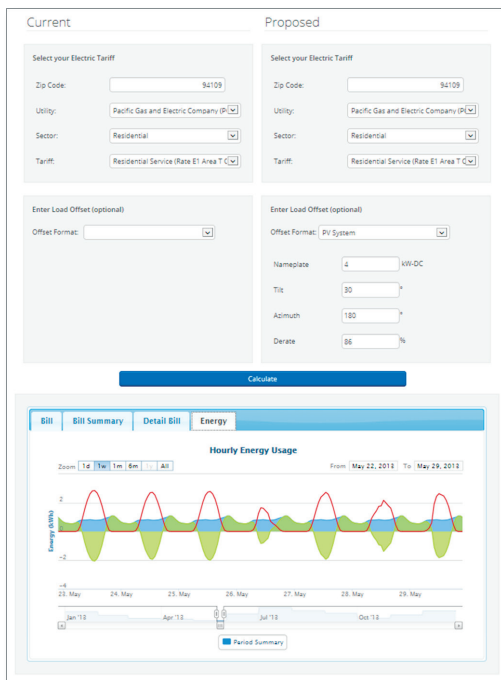 Current
Proposed
Select your Electric Tariff
Zip Code: 94109
Utility: Pacific Gas and Electric Company (P
Sector: Residential
Tariff: Residential Service (Rate E1 Area T
Select your Electric Tariff
Zip Code: 94109
Utility: Pacific Gas and Electric Company (P
Sector: Residential
Tariff: Residential Service (Rate E1 Area T
Enter Load Offset (optional)
Offset Format:
Enter Load Offset (optional)
Offset Format: PV System
Nameplate 4 kW-DC
Tilt 30 °
Azimuth 180 °
Derate 86 %
Calculate
Bill Bill Summary Detail Bill Energy
Hourly Energy Usage
Zoom 1d 1w 1m 6m All From May 22, 2013 To May 29, 2013
Energy (kWh)
2
0
-2
-4
23. May 24. May 25. May 26. May 27. May 28. May 29. May
Jan '13 Apr '13 Jul '13 Oct '13
Period Summary